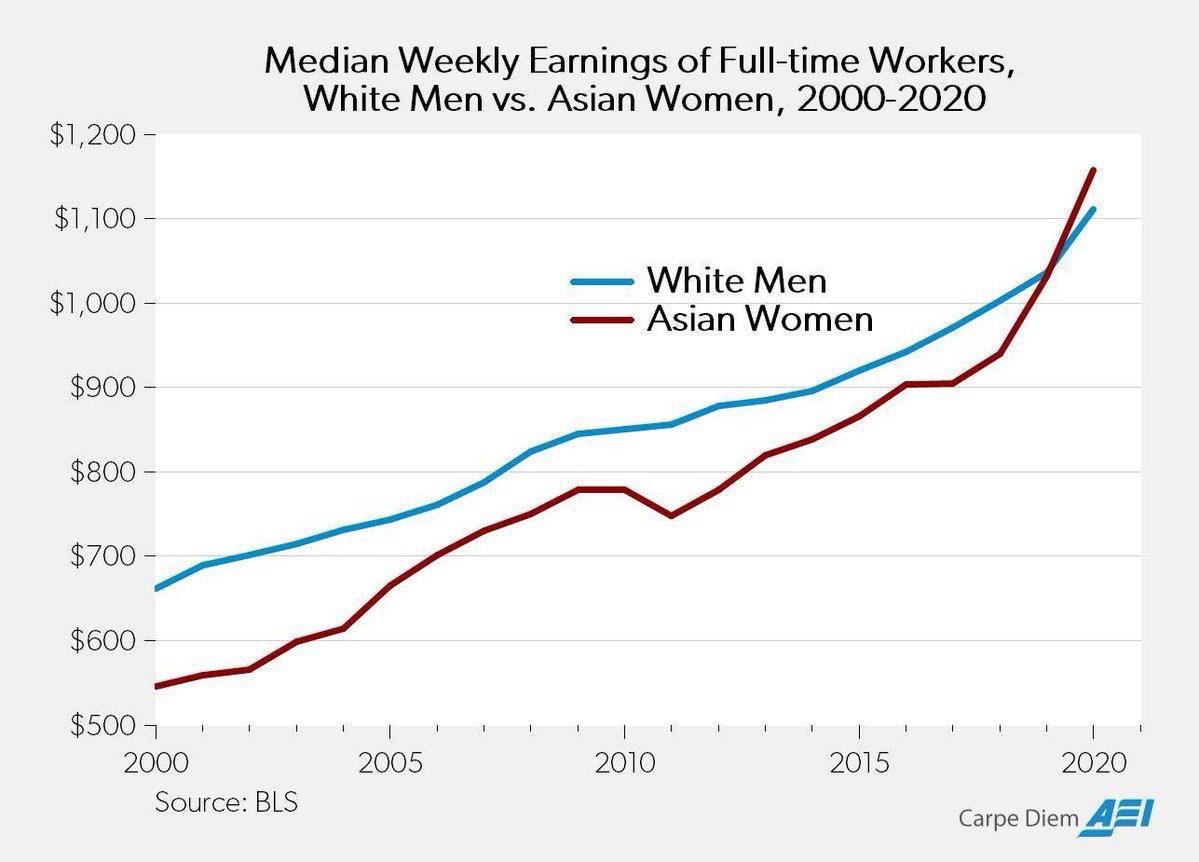 Median Weekly Earnings of Full-time Workers,
White Men vs. Asian Women, 2000-2020
$1,200
$1,100
$1,000
$900
$800
$700
$600
$500
White Men
Asian Women
2000 2005 2010 2015 2020
Source: BLS
Carpe Diem AEI